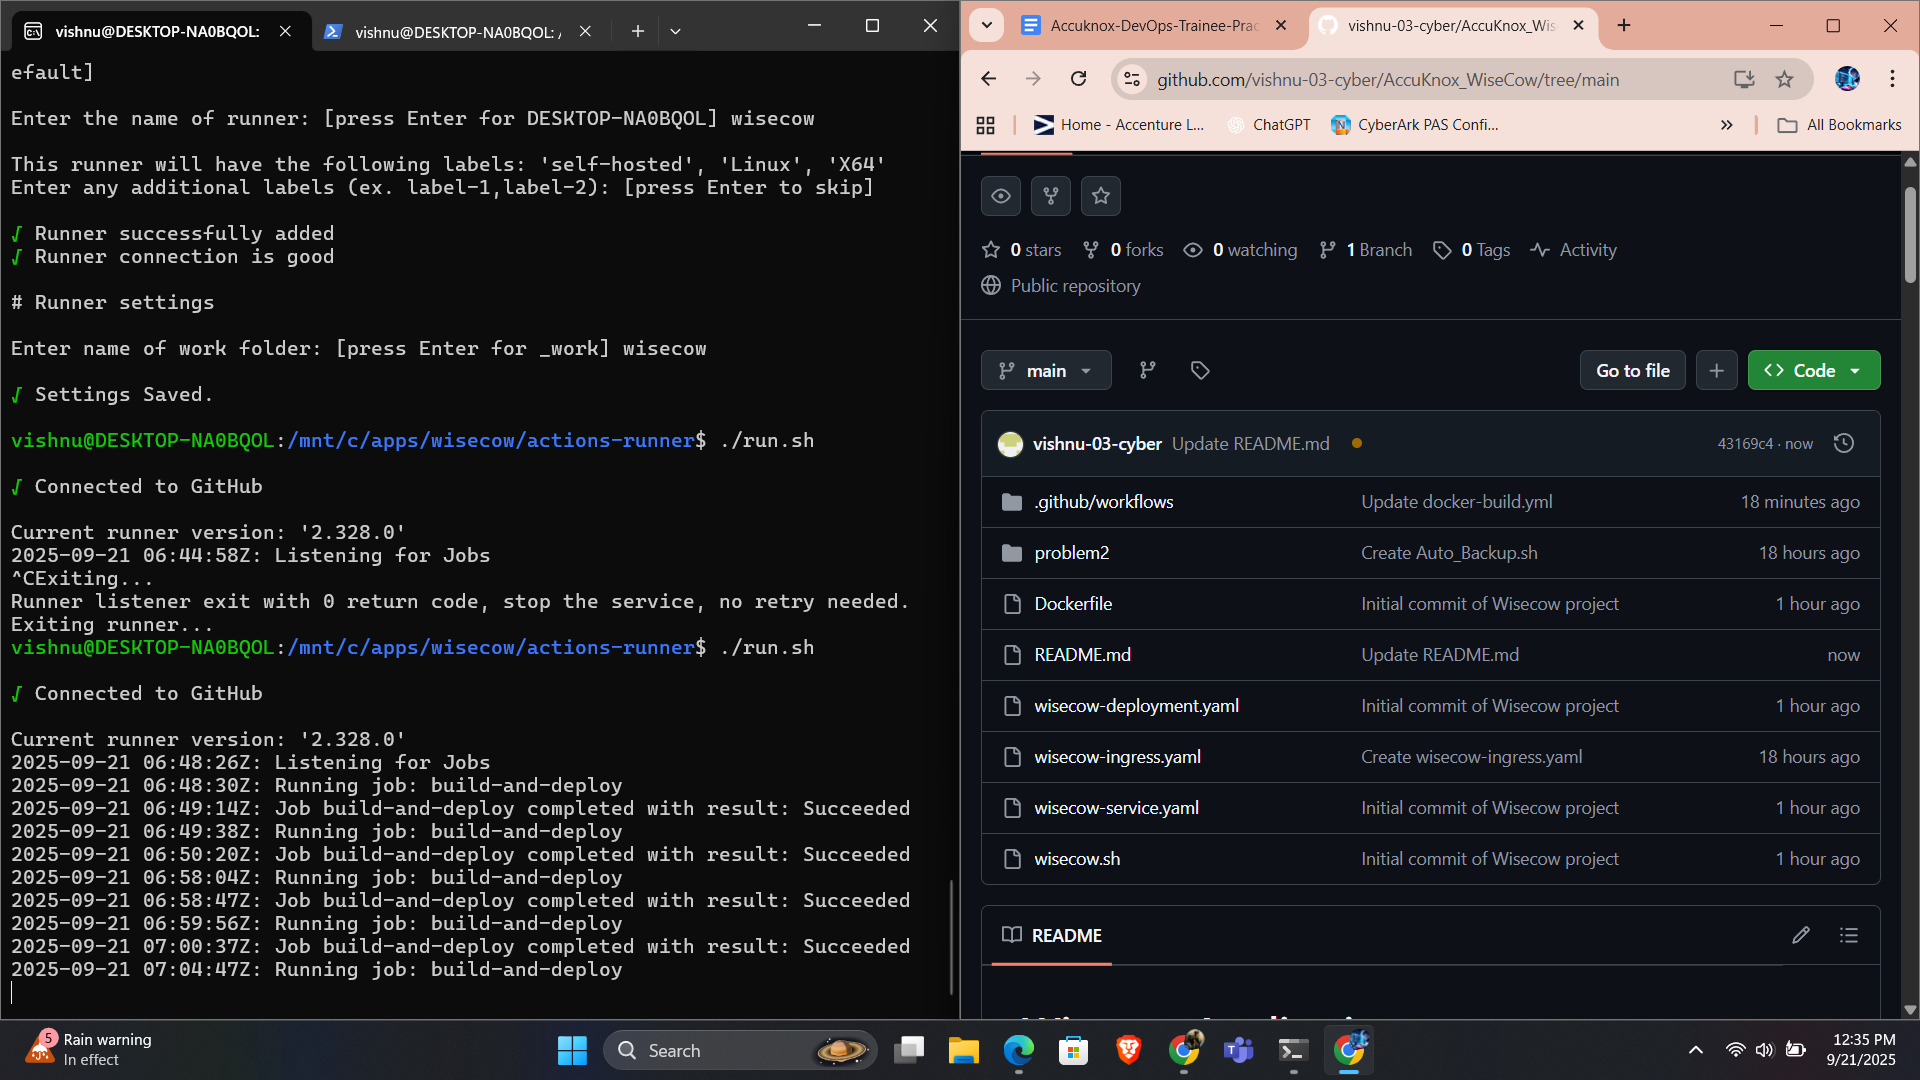 vishnu@DESKTOP-NA0BQOL:
vishnu@DESKTOP-NA0BQOL: /
efault]
Enter the name of runner: [press Enter for DESKTOP-NA0BQOL] wisecow
This runner will have the following labels: 'self-hosted', 'Linux', 'X64'
Enter any additional labels (ex. label-1,label-2): [press Enter to skip]
√ Runner successfully added
√ Runner connection is good
# Runner settings
Enter name of work folder: [press Enter for _work] wisecow
√ Settings Saved.
vishnu@DESKTOP-NA0BQOL:/mnt/c/apps/wisecow/actions-runner$ ./run.sh
√ Connected to GitHub
Current runner version: '2.328.0'
2025-09-21 06:44:58Z: Listening for Jobs
^CExiting...
Runner listener exit with 0 return code, stop the service, no retry needed.
Exiting runner...
vishnu@DESKTOP-NA0BQOL:/mnt/c/apps/wisecow/actions-runner$ ./run.sh
√ Connected to GitHub
Current runner version: '2.328.0'
2025-09-21 06:48:26Z: Listening for Jobs
2025-09-21 06:48:30Z: Running job: build-and-deploy
2025-09-21 06:49:14Z: Job build-and-deploy completed with result: Succeeded
2025-09-21 06:49:38Z: Running job: build-and-deploy
2025-09-21 06:50:20Z: Job build-and-deploy completed with result: Succeeded
2025-09-21 06:58:04Z: Running job: build-and-deploy
2025-09-21 06:58:47Z: Job build-and-deploy completed with result: Succeeded
2025-09-21 06:59:56Z: Running job: build-and-deploy
2025-09-21 07:00:37Z: Job build-and-deploy completed with result: Succeeded
2025-09-21 07:04:47Z: Running job: build-and-deploy
Accuknox-DevOps-Trainee-Prac
vishnu-03-cyber/AccuKnox_Wis
github.com/vishnu-03-cyber/AccuKnox_WiseCow/tree/main
Home - Accenture L...
ChatGPT
CyberArk PAS Confi...
All Bookmarks
0 stars
0 forks
0 watching
1 Branch
0 Tags
Activity
Public repository
main
Go to file
Code
vishnu-03-cyber Update README.md 43169c4 · now
.github/workflows Update docker-build.yml 18 minutes ago
problem2 Create Auto_Backup.sh 18 hours ago
Dockerfile Initial commit of Wisecow project 1 hour ago
README.md Update README.md now
wisecow-deployment.yaml Initial commit of Wisecow project 1 hour ago
wisecow-ingress.yaml Create wisecow-ingress.yaml 18 hours ago
wisecow-service.yaml Initial commit of Wisecow project 1 hour ago
wisecow.sh Initial commit of Wisecow project 1 hour ago
README
5
Rain warning
In effect
Search
12:35 PM
9/21/2025